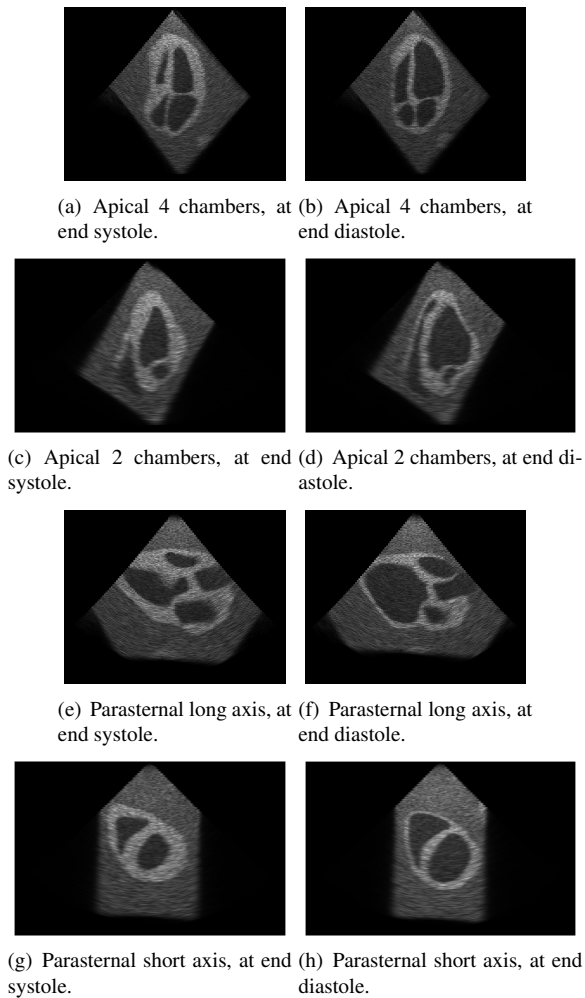 (a) Apical 4 chambers, at end systole.
(b) Apical 4 chambers, at end diastole.
(c) Apical 2 chambers, at end systole.
(d) Apical 2 chambers, at end di-
astole.
(e) Parasternal long axis, at end systole.
(f) Parasternal long axis, at end diastole.
(g) Parasternal short axis, at end systole.
(h) Parasternal short axis, at end diastole.